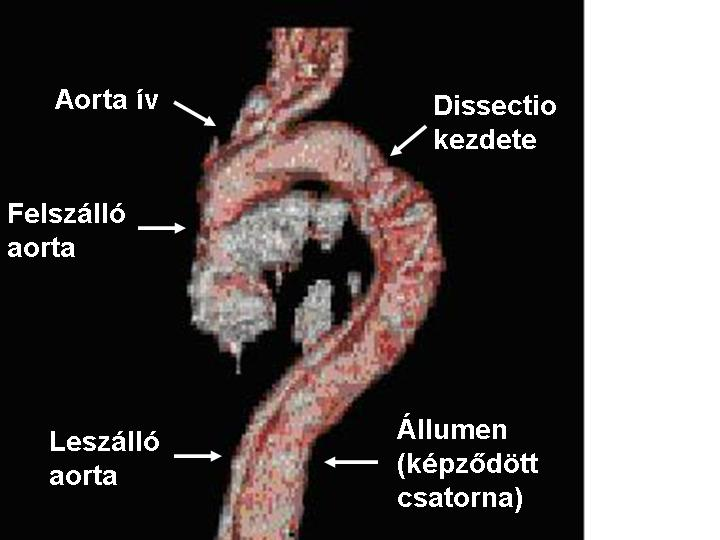 Aorta ív
Dissectio
kezdete
Felszálló
aorta
Leszálló
aorta
Állumen
(képződött
csatorna)